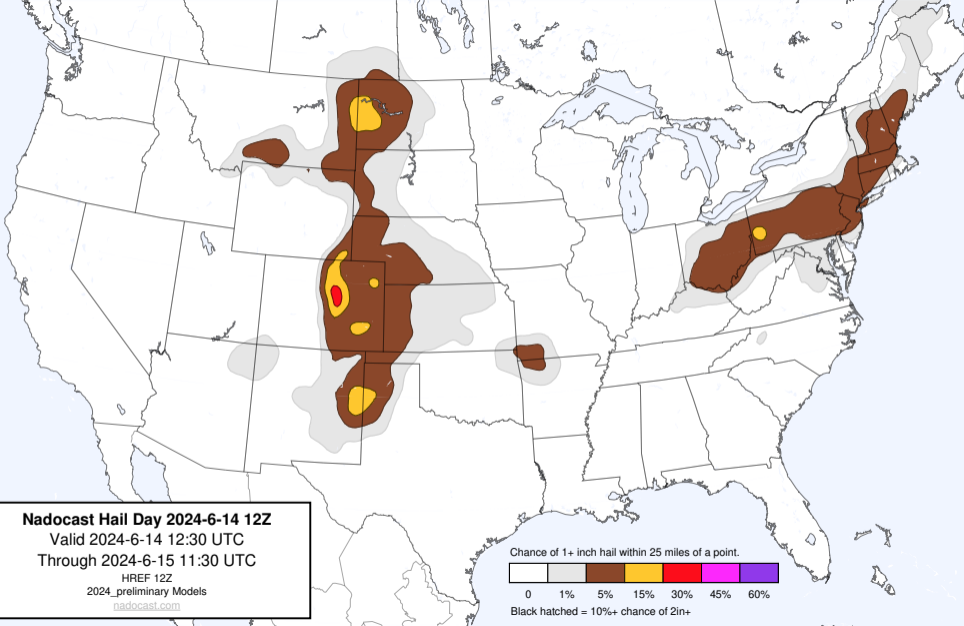 Nadocast Hail Day 2024-6-14 12Z
Valid 2024-6-14 12:30 UTC
Through 2024-6-15 11:30 UTC
HREF 12Z
2024_preliminary Models
nadocast.com
Chance of 1+ inch hail within 25 miles of a point.
0 1% 5% 15% 30% 45% 60%
Black hatched = 10%+ chance of 2in+